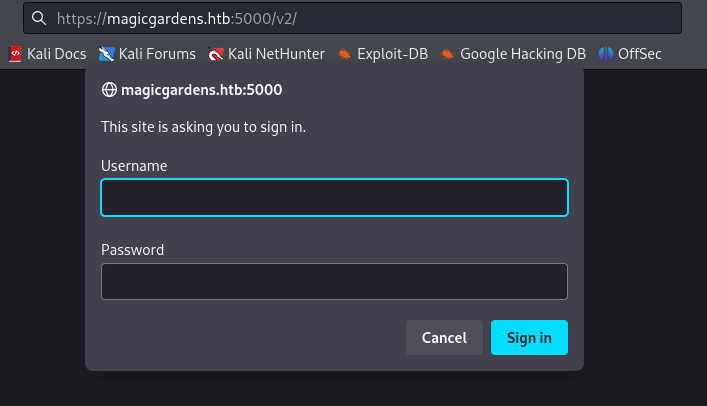 https://magicgardens.htb:5000/v2/
Kali Docs Kali Forums Kali NetHunter Exploit-DB Google Hacking DB OffSec
magicgardens.htb:5000
This site is asking you to sign in.
Username
Password
Cancel Sign in